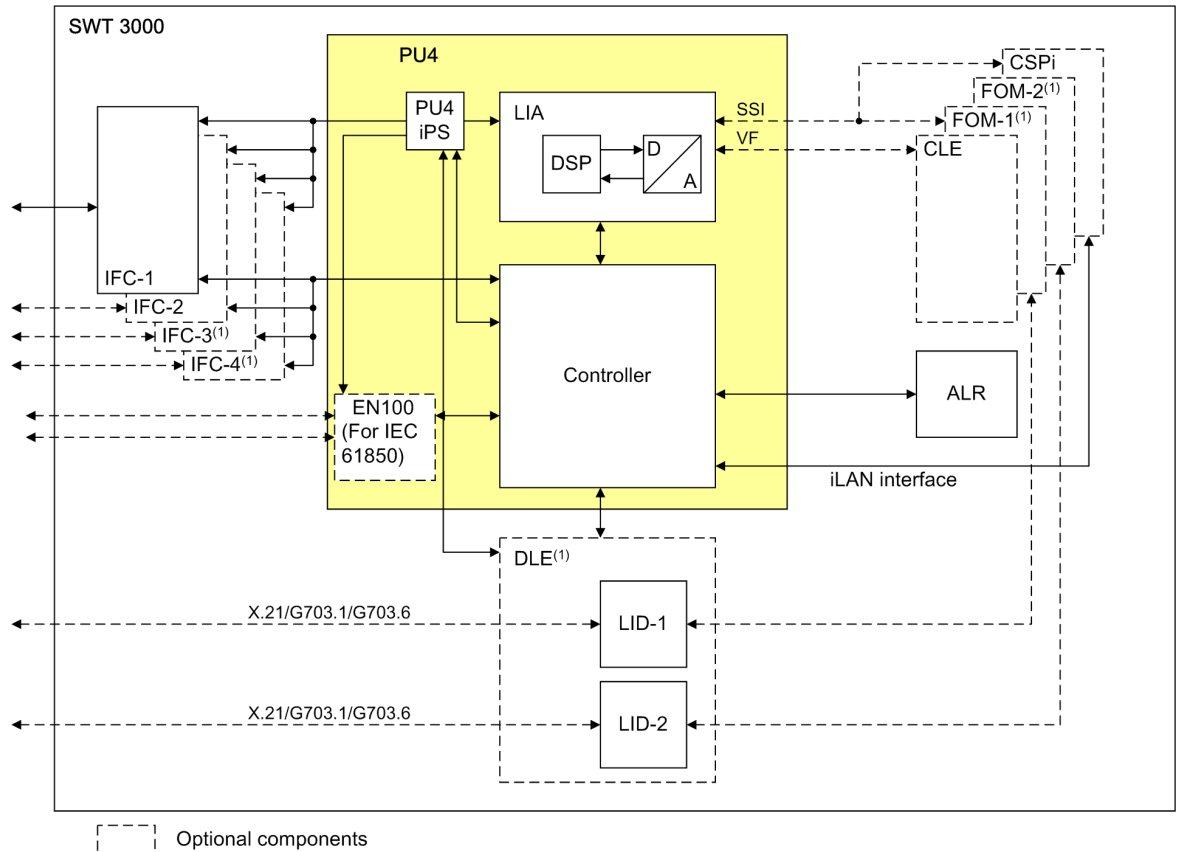 SWT 3000
PU4
CSPi
FOM-2(1)
FOM-1(1)
CLE
PU4
iPS
LIA
SSI
VF
DSP
D
A
IFC-1
IFC-2
IFC-3(1)
IFC-4(1)
Controller
ALR
EN100
(For IEC
61850)
iLAN interface
DLE(1)
X.21/G703.1/G703.6
LID-1
X.21/G703.1/G703.6
LID-2
Optional components